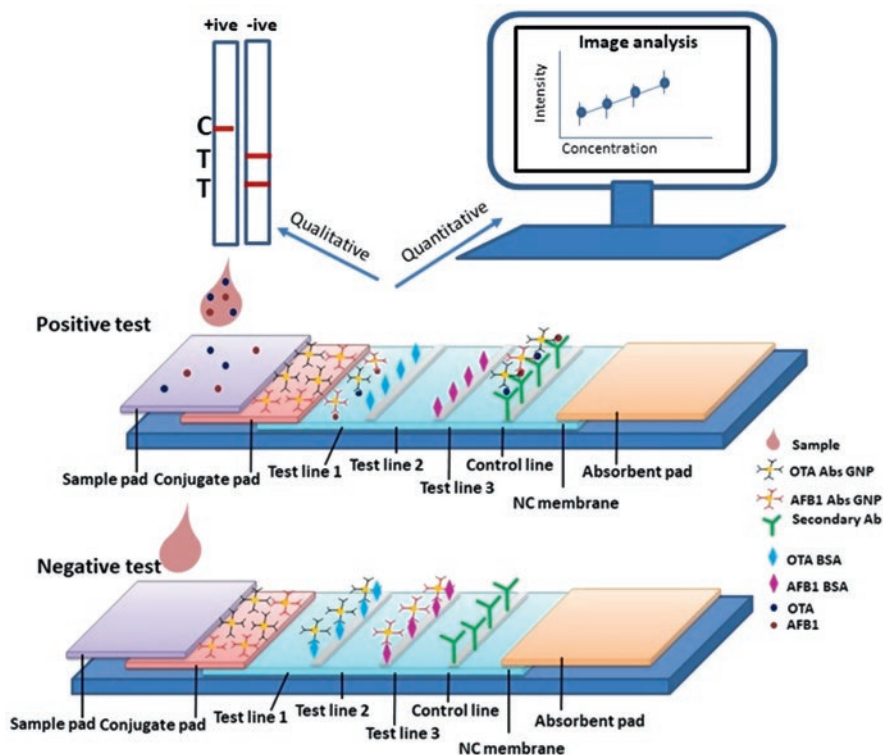 +ive -ive
C
T
T
Image analysis
Intensity
Concentration
Qualitative
Quantitative
Positive test
Sample pad
Conjugate pad
Test line 1
Test line 2
Test line 3
Control line
NC membrane
Absorbent pad
Sample
OTA Abs GNP
AFB1 Abs GNP
Secondary Ab
OTA BSA
AFB1 BSA
OTA
AFB1
Negative test
Sample pad
Conjugate pad
Test line 1
Test line 2
Test line 3
Control line
NC membrane
Absorbent pad